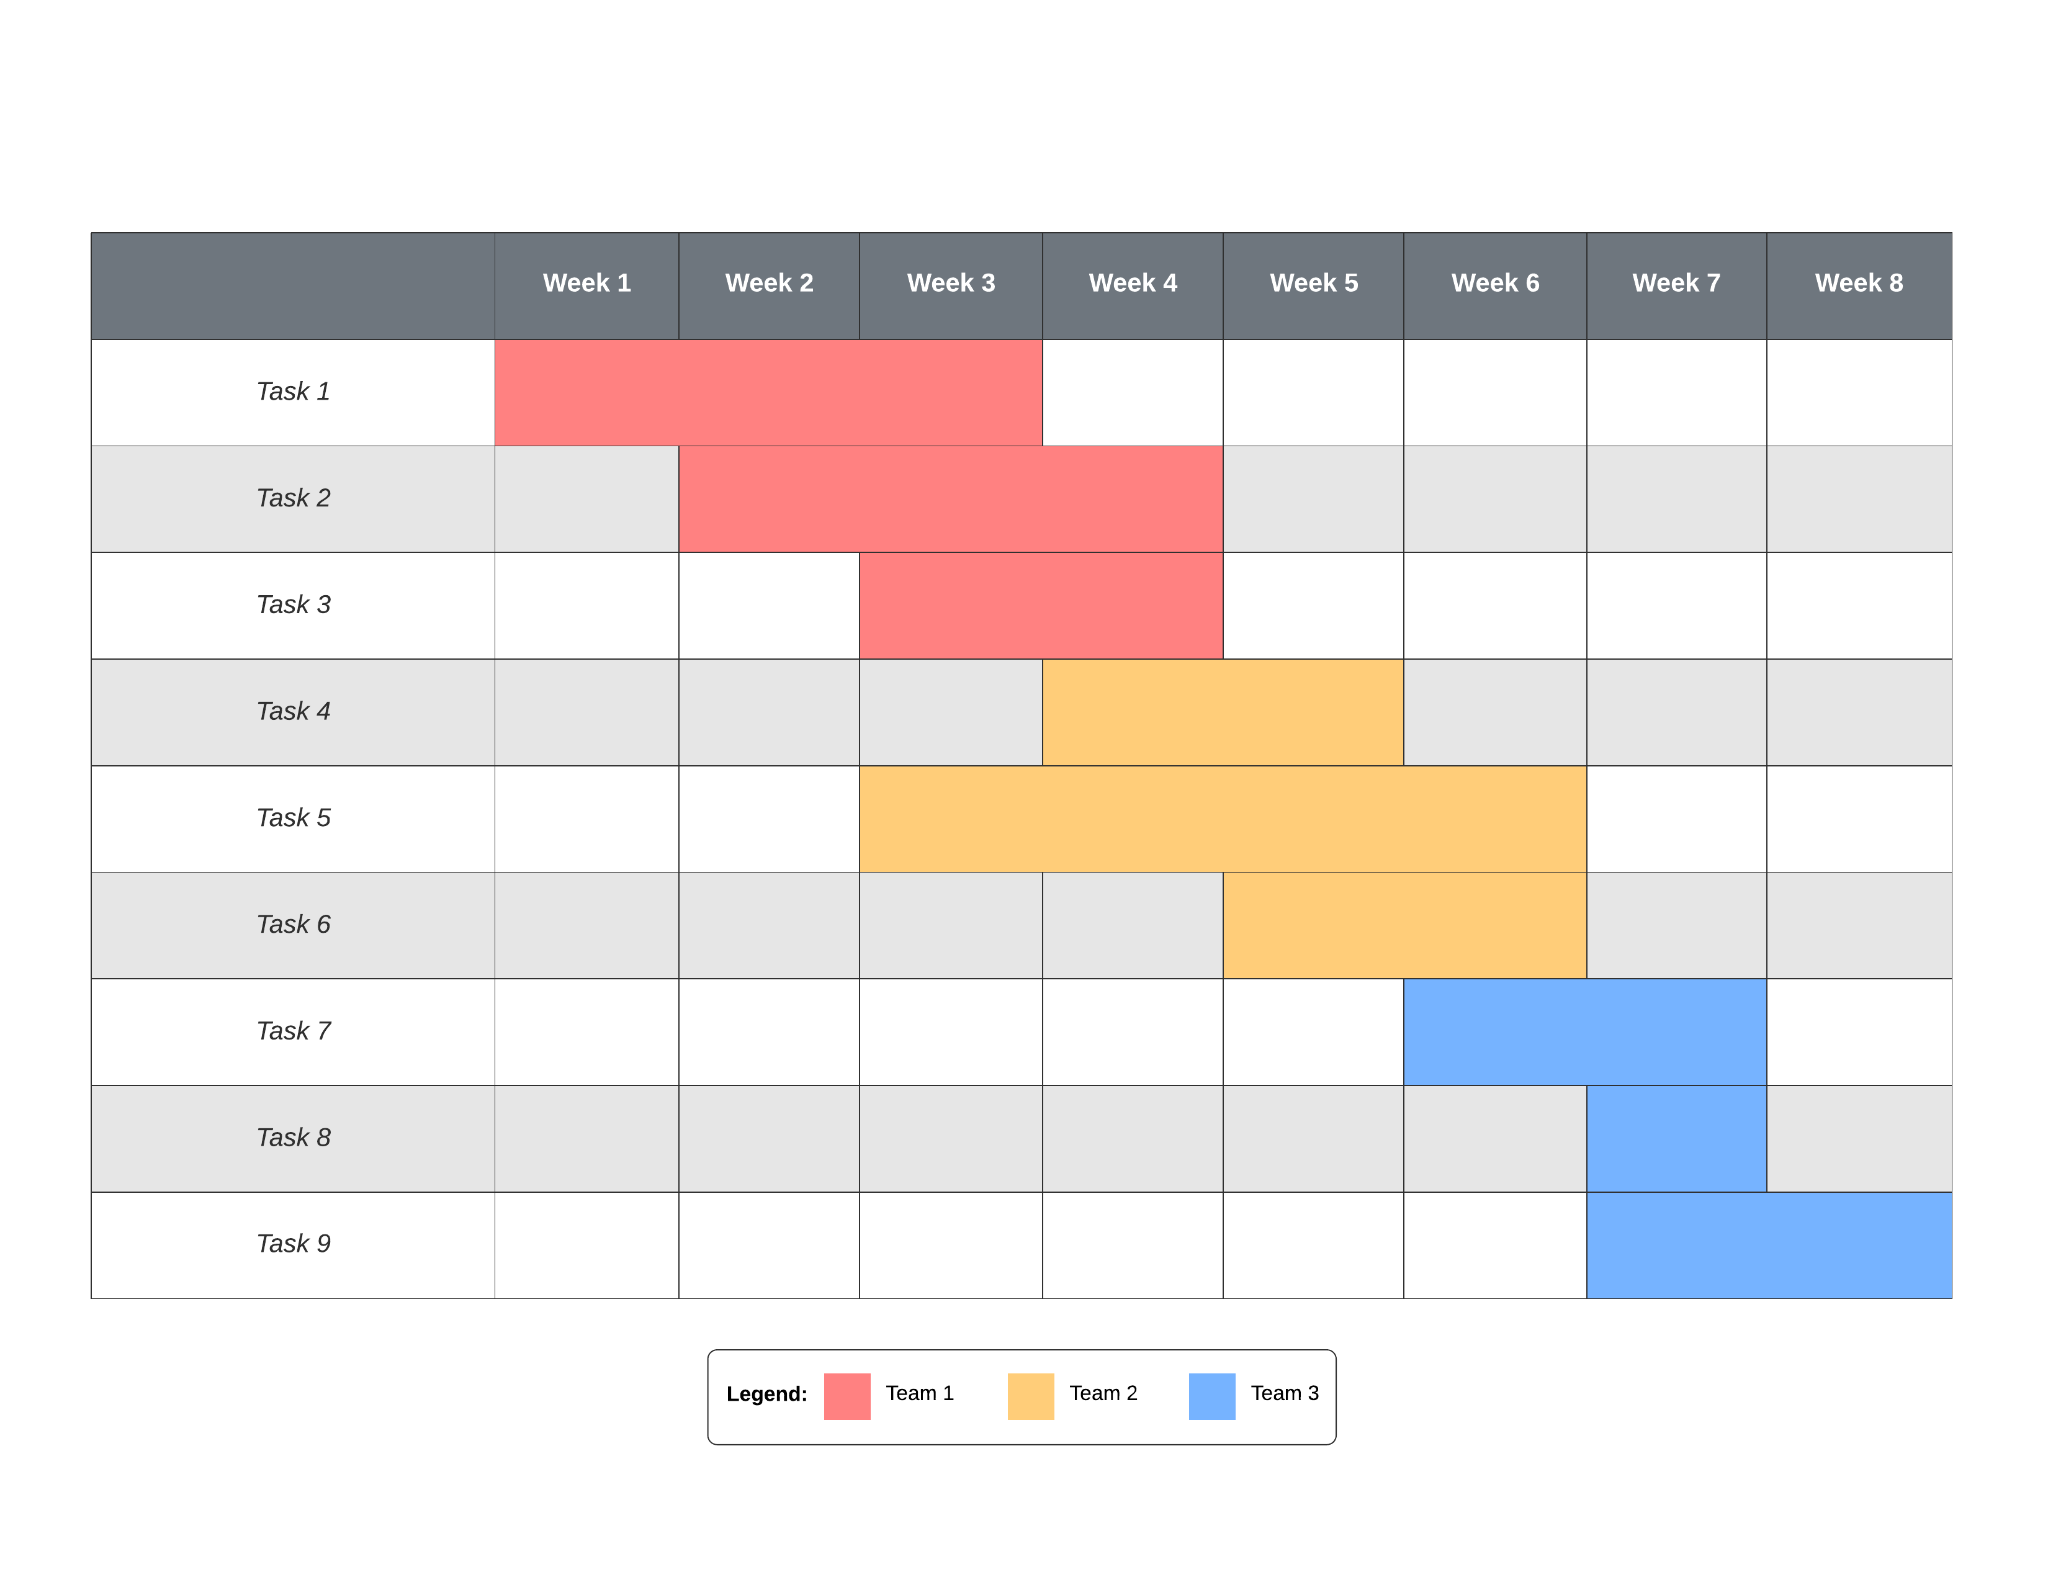 Week 1 Week 2 Week 3 Week 4 Week 5 Week 6 Week 7 Week 8
Task 1
Task 2
Task 3
Task 4
Task 5
Task 6
Task 7
Task 8
Task 9
Legend: Team 1 Team 2 Team 3